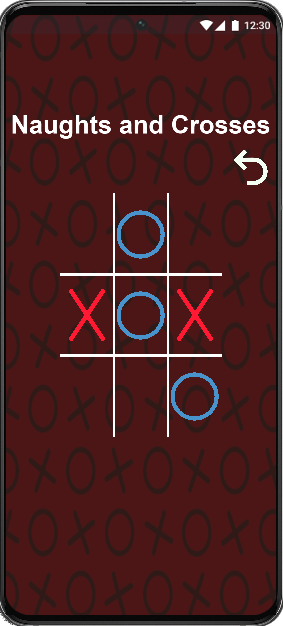 12:30
Naughts and Crosses
O
X O X
O